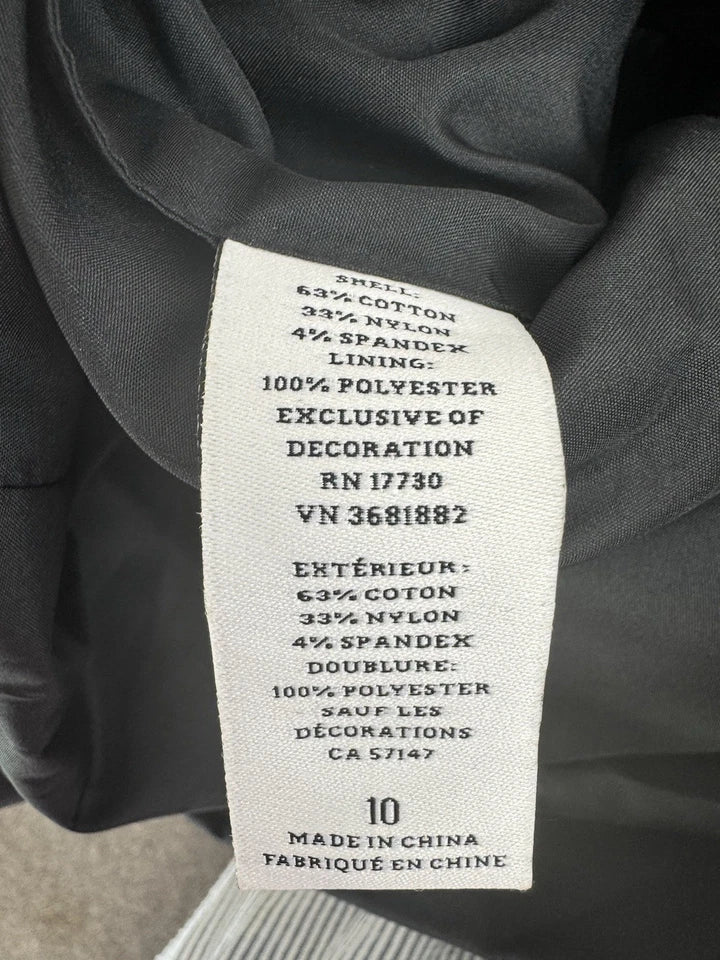 SHELL:
63% COTTON
33% NYLON
4% SPANDEX
LINING:
100% POLYESTER
EXCLUSIVE OF
DECORATION
RN 17730
VN 3681882
EXTÉRIEUR:
63% COTON
33% NYLON
4% SPANDEX
DOUBLURE:
100% POLYESTER
SAUF LES
DÉCORATIONS
CA 57147
10
MADE IN CHINA
FABRIQUÉ EN CHINE